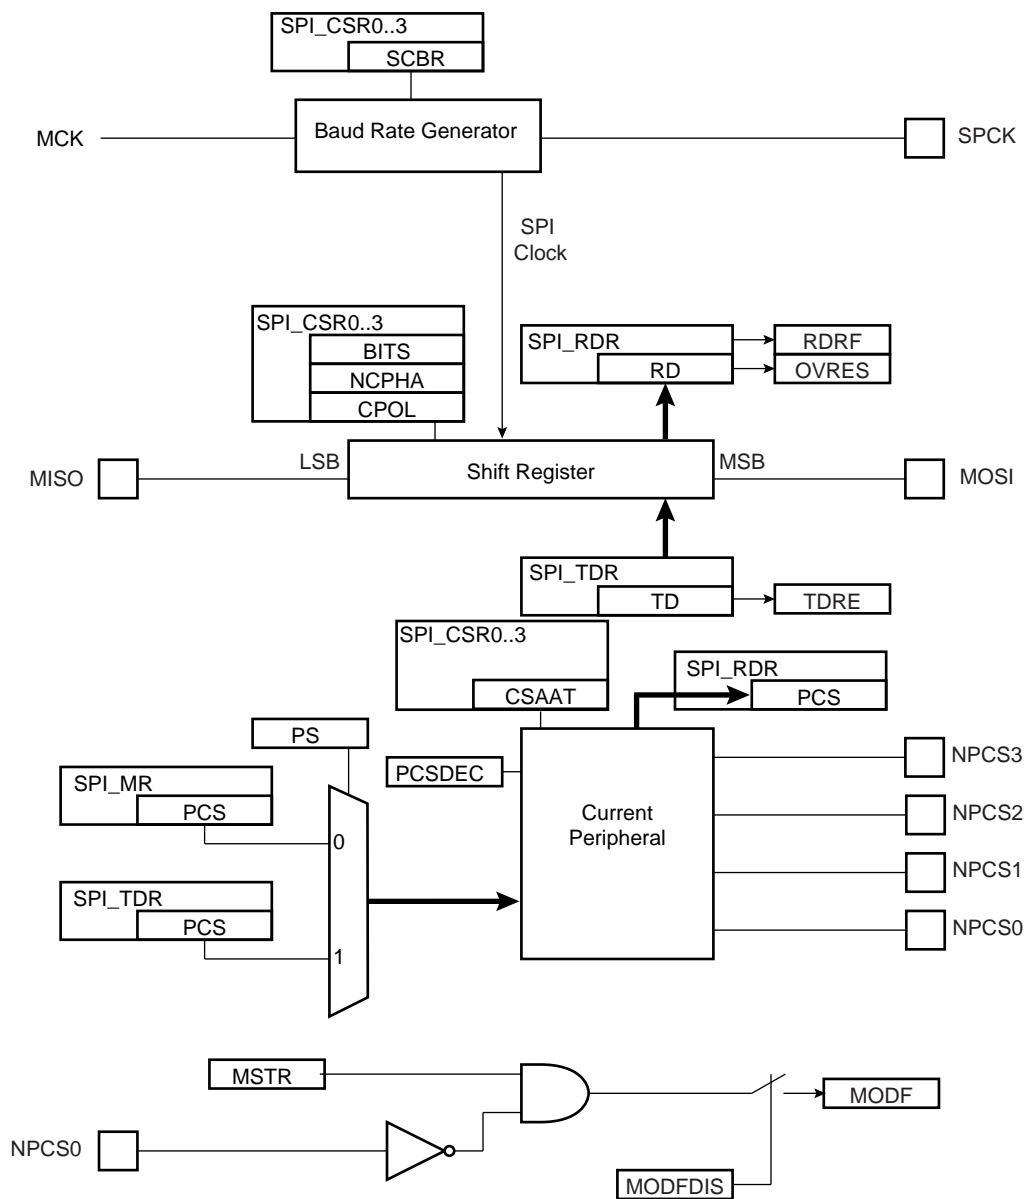 SPI_CSR0..3
SCBR
MCK
Baud Rate Generator
SPCK
SPI
Clock
SPI_CSR0..3
BITS
NCPHA
CPOL
SPI_RDR
RD
RDRF
OVRES
MISO
LSB
Shift Register
MSB
MOSI
SPI_TDR
TD
TDRE
SPI_CSR0..3
CSAAT
SPI_RDR
PCS
PS
PCSDEC
SPI_MR
PCS
0
Current
Peripheral
NPCS3
NPCS2
NPCS1
NPCS0
SPI_TDR
PCS
1
MSTR
MODF
NPCS0
MODFDIS